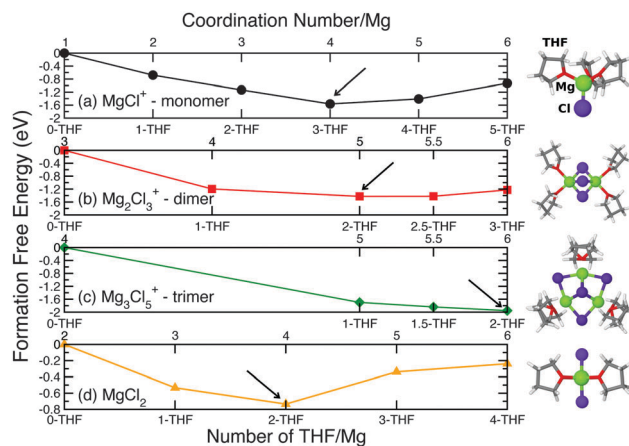 Coordination Number/Mg
1 2 3 4 5 6
0
-0.4
-0.8
-1.2
-1.6
-2
(a) MgCl⁺ - monomer
0-THF 1-THF 2-THF 3-THF 4-THF 5-THF
THF
Mg
Cl
3 4 5 5.5 6
0
-0.4
-0.8
-1.2
-1.6
-2
(b) Mg₂Cl₃⁺ - dimer
0-THF 1-THF 2-THF 2.5-THF 3-THF
4 5 5.5 6
0
-0.4
-0.8
-1.2
-1.6
-2
(c) Mg₃Cl₅⁺ - trimer
0-THF 1-THF 1.5-THF 2-THF
2 3 4 5 6
0
-0.2
-0.4
-0.6
-0.8
(d) MgCl₂
0-THF 1-THF 2-THF 3-THF 4-THF
Number of THF/Mg
Formation Free Energy (eV)